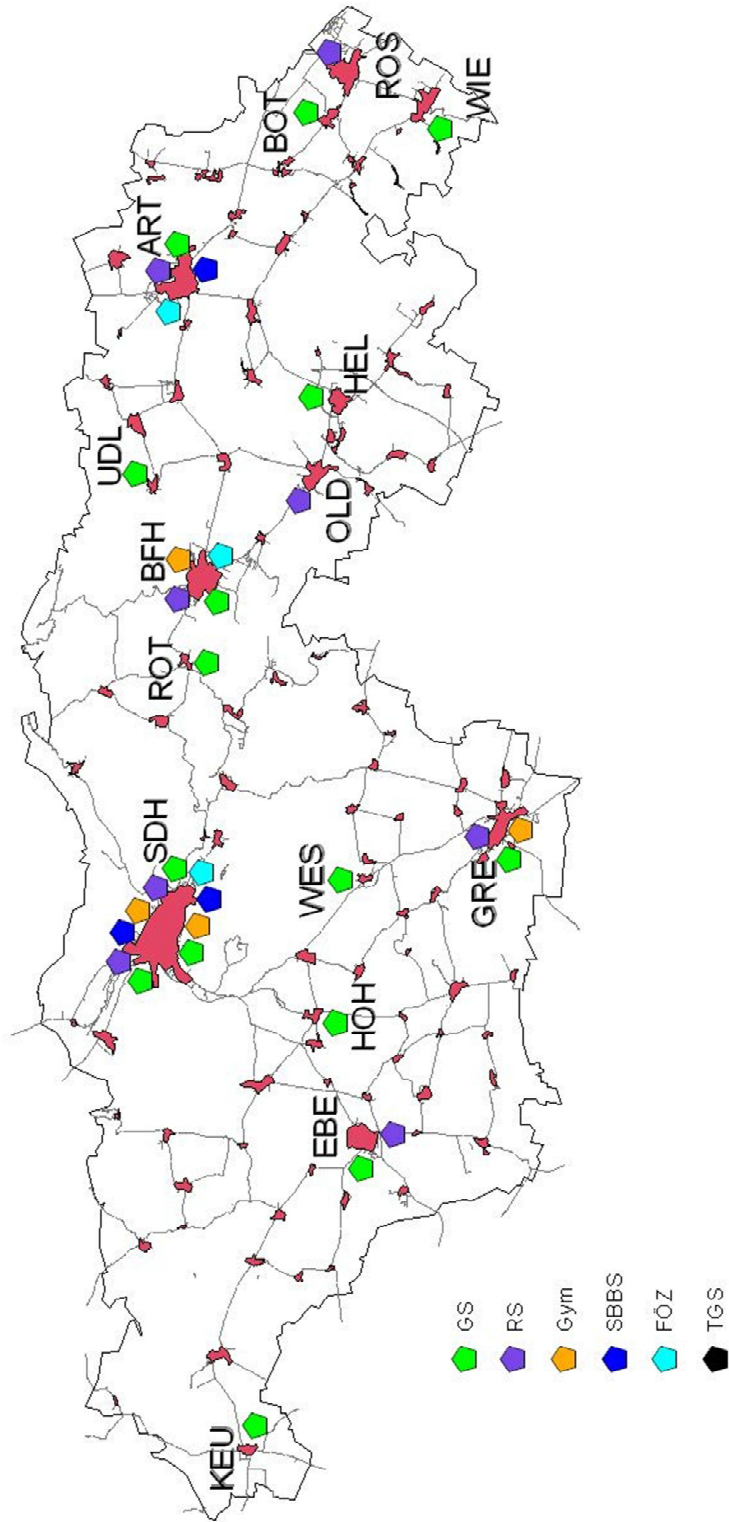 KEU
EBE
HOH
SDH
WES
GRE
ROT
BFH
UDL
OLD
HEL
ART
BOT
ROS
WIE
GS
RS
Gym
SBBS
FÖZ
TGS